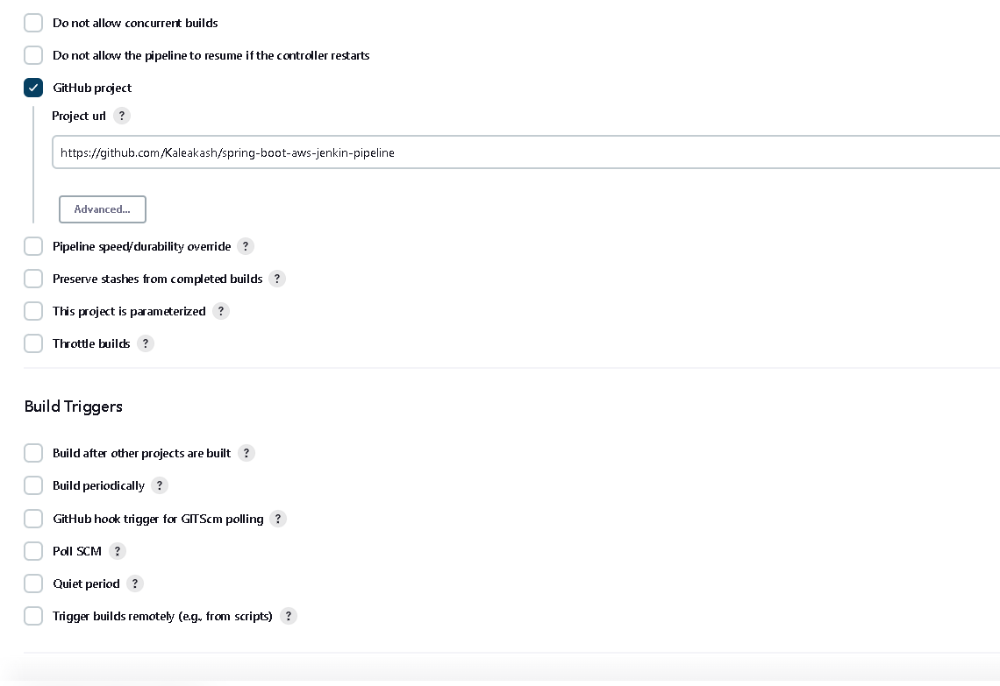 Do not allow concurrent builds
Do not allow the pipeline to resume if the controller restarts
GitHub project
Project url ?
https://github.com/Kaleakash/spring-boot-aws-jenkin-pipeline
Advanced...
Pipeline speed/durability override ?
Preserve stashes from completed builds ?
This project is parameterized ?
Throttle builds ?
Build Triggers
Build after other projects are built ?
Build periodically ?
GitHub hook trigger for GITScm polling ?
Poll SCM ?
Quiet period ?
Trigger builds remotely (e.g., from scripts) ?